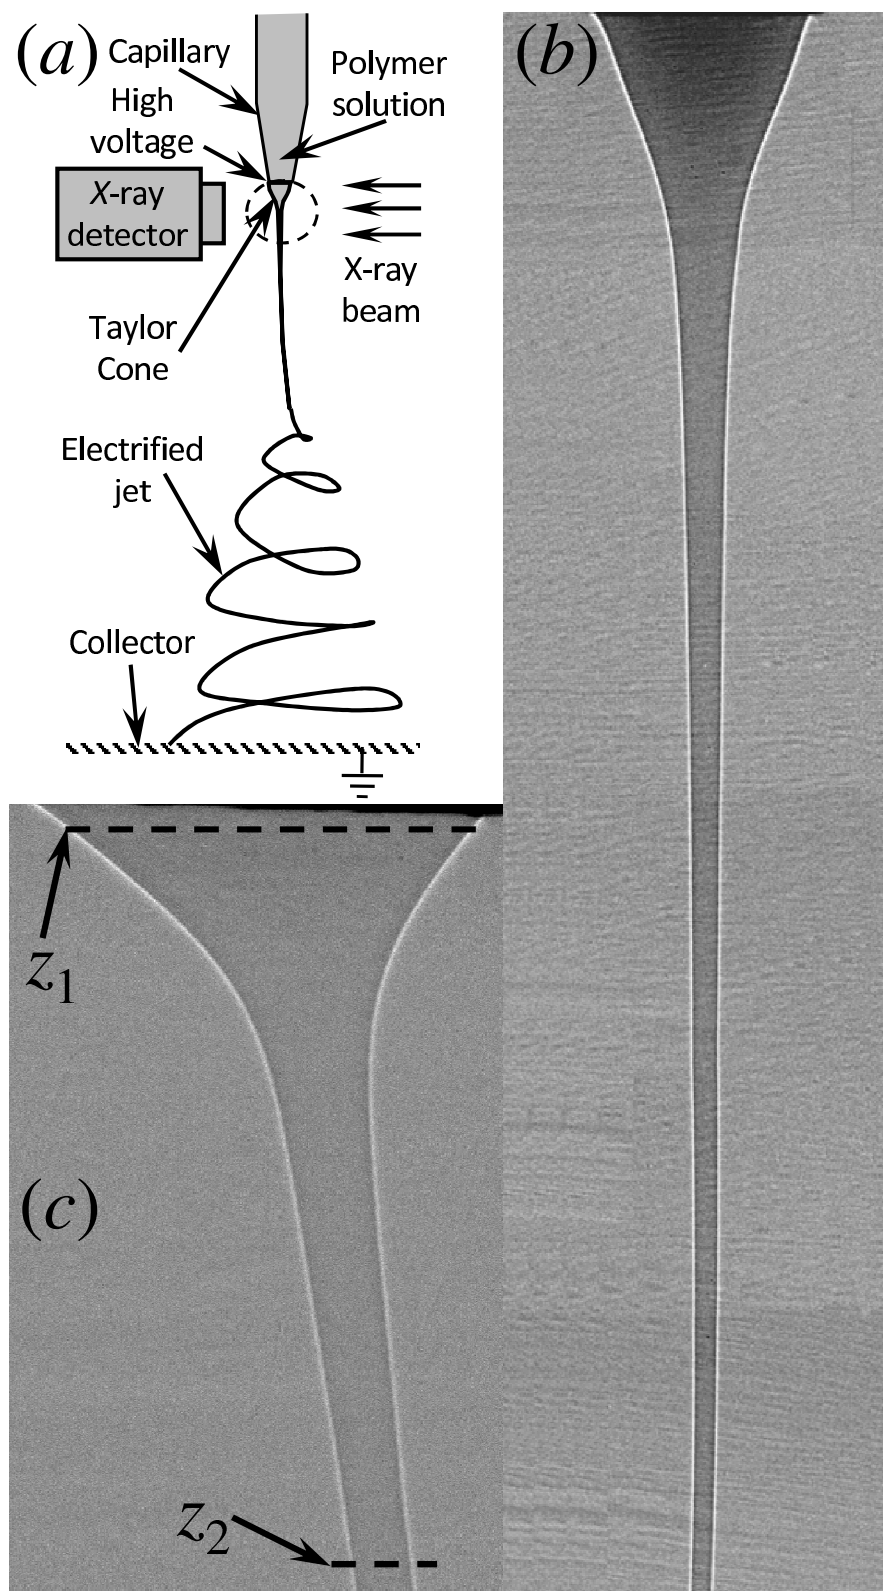 (a)
Capillary
High
voltage
Polymer
solution
X-ray
detector
X-ray
beam
Taylor
Cone
Electrified
jet
Collector
(b)
z1
(c)
z2